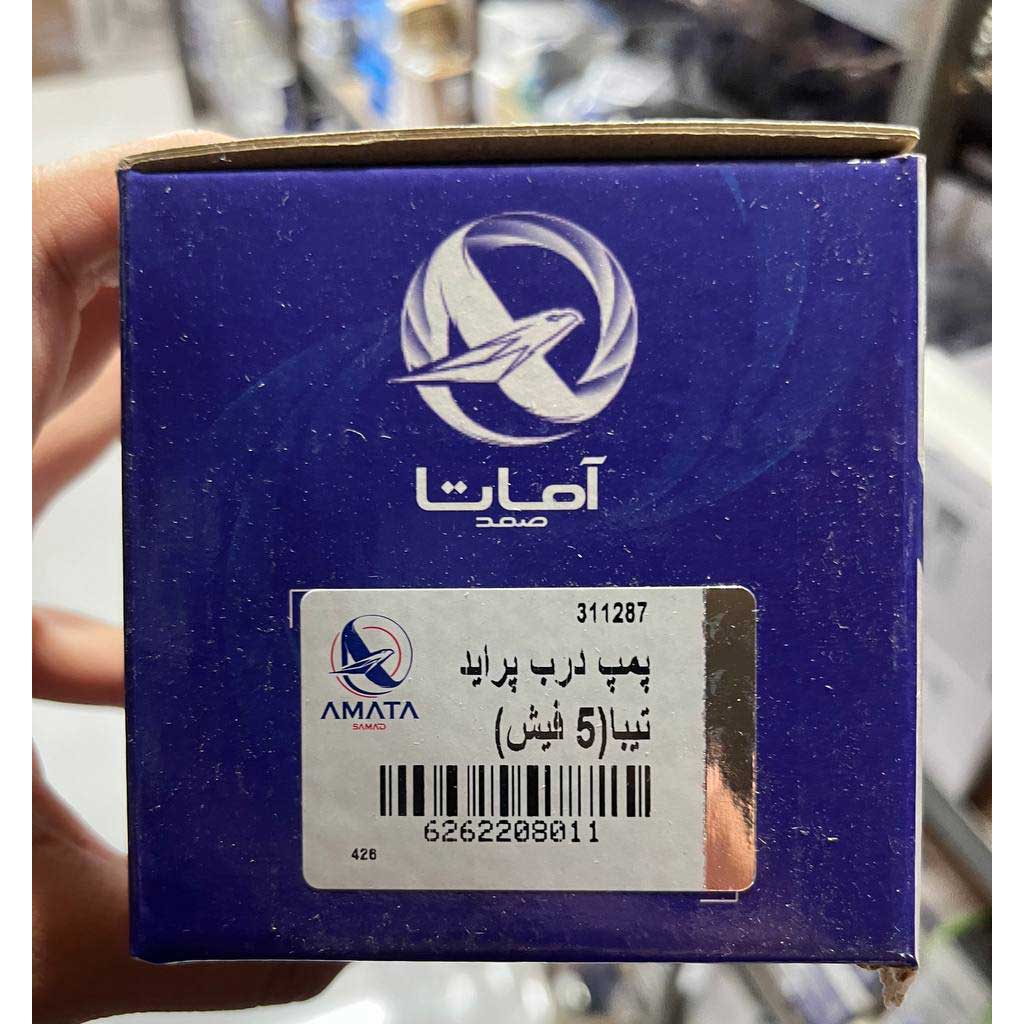 آماتا
صمد
311287
پمپ درب پراید
تیبا(5 فیش)
AMATA
SAMAD
6262208011
426